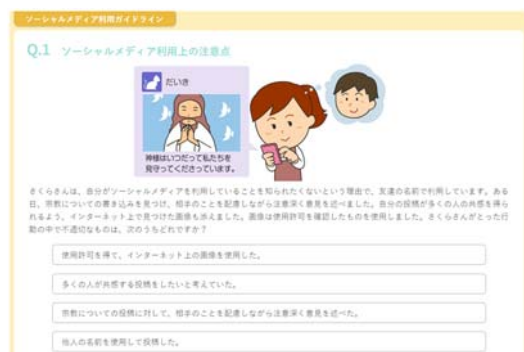 ソーシャルメディア利用ガイドライン
Q.1 ソーシャルメディア利用上の注意点
だいき
神様はいつだって私たちを
見守ってくださっています。
さくらさんは、自分がソーシャルメディアを利用していることを知られたくないという理由で、友達の名前で利用しています。ある
日、宗教についての書き込みを見つけ、相手のことを配慮しながら注意深く意見を述べました。自分の投稿が多くの人の共感を得ら
れるよう、インターネット上で見つけた画像も添えました。画像は使用許可を確認したものを使用しました。さくらさんがとった行
動の中で不適切なものは、次のうちどれですか？
使用許可を得て、インターネット上の画像を使用した。
多くの人が共感する投稿をしたいと考えていた。
宗教についての投稿に対して、相手のことを配慮しながら注意深く意見を述べた。
他人の名前を使用して投稿した。